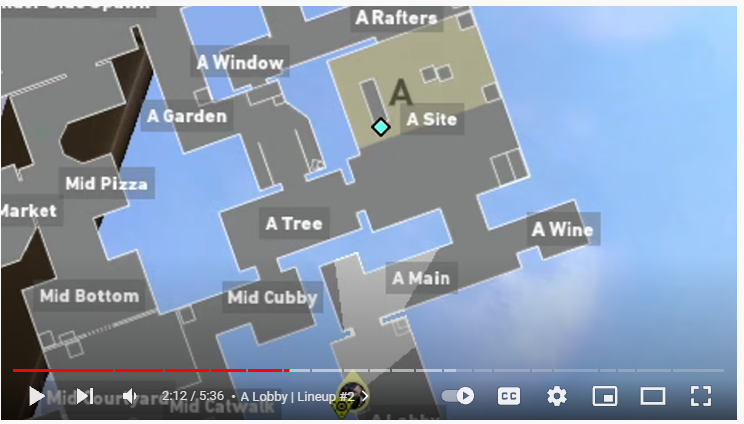 A Rafters
A Window
A
A Garden
A Site
Mid Pizza
Market
A Tree
A Wine
A Main
Mid Bottom
Mid Cubby
2:12 / 5:36 • A Lobby | Lineup #2
CC
Mid Courtyard
Mid Catwalk
A Lobby